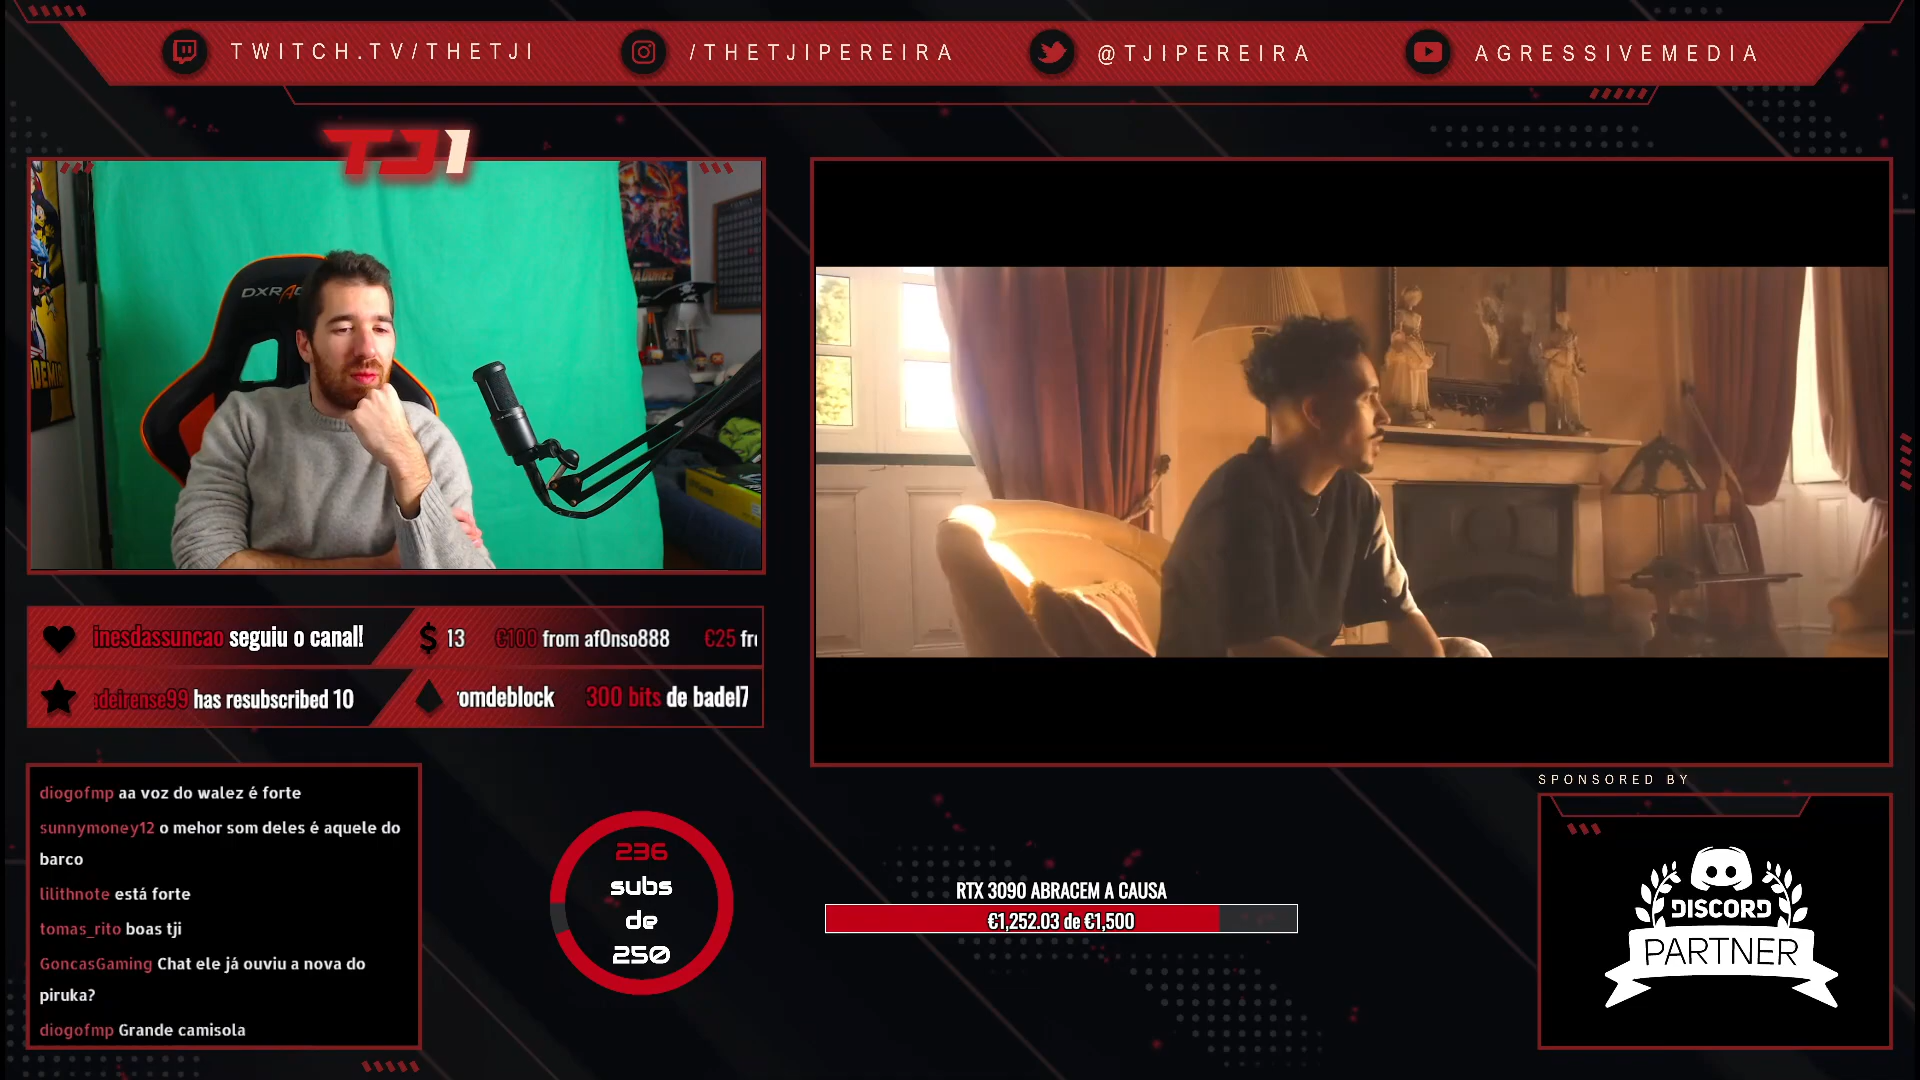 TWITCH.TV/THETJI
/THETJIPEREIRA
@TJIPEREIRA
AGRESSIVEMEDIA
TJI
DXRAC
inesdassuncao seguiu o canal!
$ 13 €100 from af0nso888 €25
deirense99 has resubscribed 10
omdeblock 300 bits de badel7
diogofmp aa voz do walez é forte
sunnymoney12 o mehor som deles é aquele do
barco
lilithnote está forte
tomas_rito boas tji
GoncasGaming Chat ele já ouviu a nova do
piruka?
diogofmp Grande camisola
236
subs
de
250
RTX 3090 ABRACEM A CAUSA
€1,252.03 de €1,500
SPONSORED BY
DISCORD
PARTNER